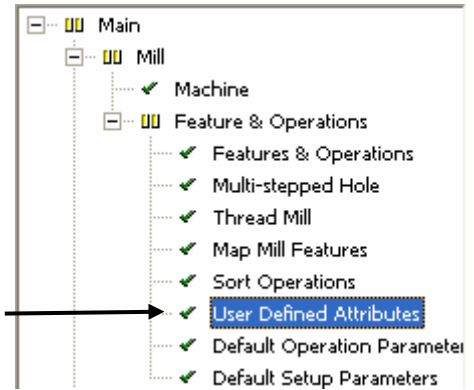 Main
Mill
Machine
Feature & Operations
Features & Operations
Multi-stepped Hole
Thread Mill
Map Mill Features
Sort Operations
User Defined Attributes
Default Operation Parameter
Default Setup Parameters